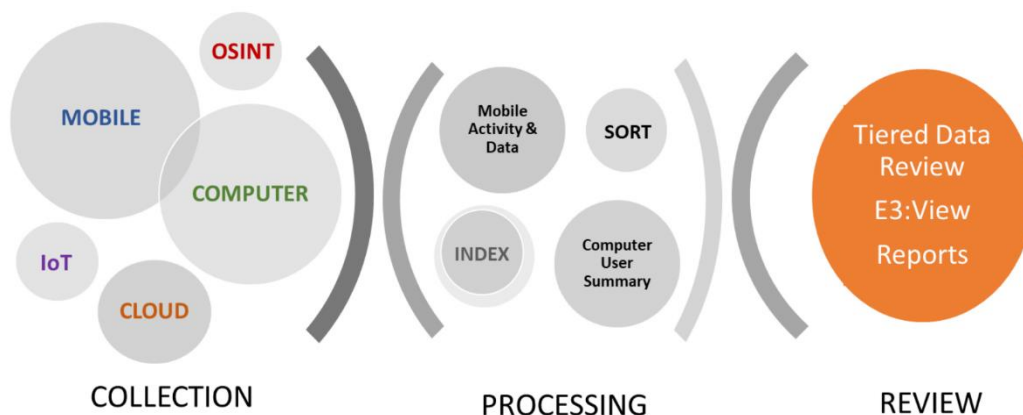 OSINT
MOBILE
COMPUTER
IoT
CLOUD
COLLECTION
Mobile
Activity &
Data
SORT
INDEX
Computer
User
Summary
PROCESSING
Tiered Data
Review
E3:View
Reports
REVIEW